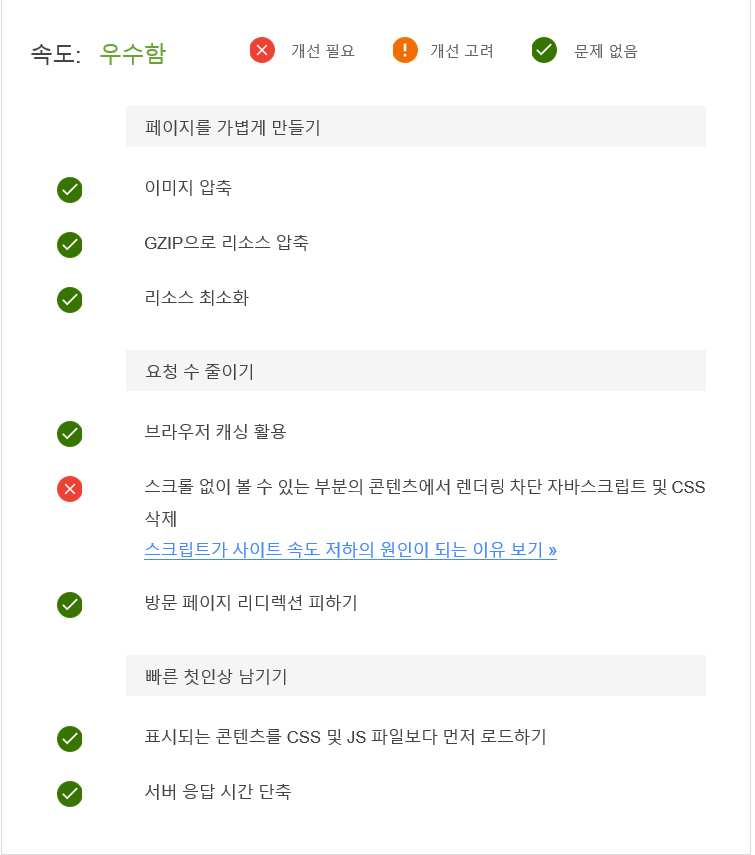 속도: 우수함 개선 필요 개선 고려 문제 없음
페이지를 가볍게 만들기
이미지 압축
GZIP으로 리소스 압축
리소스 최소화
요청 수 줄이기
브라우저 캐싱 활용
스크롤 없이 볼 수 있는 부분의 콘텐츠에서 렌더링 차단 자바스크립트 및 CSS
삭제
스크립트가 사이트 속도 저하의 원인이 되는 이유 보기 »
방문 페이지 리디렉션 피하기
빠른 첫인상 남기기
표시되는 콘텐츠를 CSS 및 JS 파일보다 먼저 로드하기
서버 응답 시간 단축